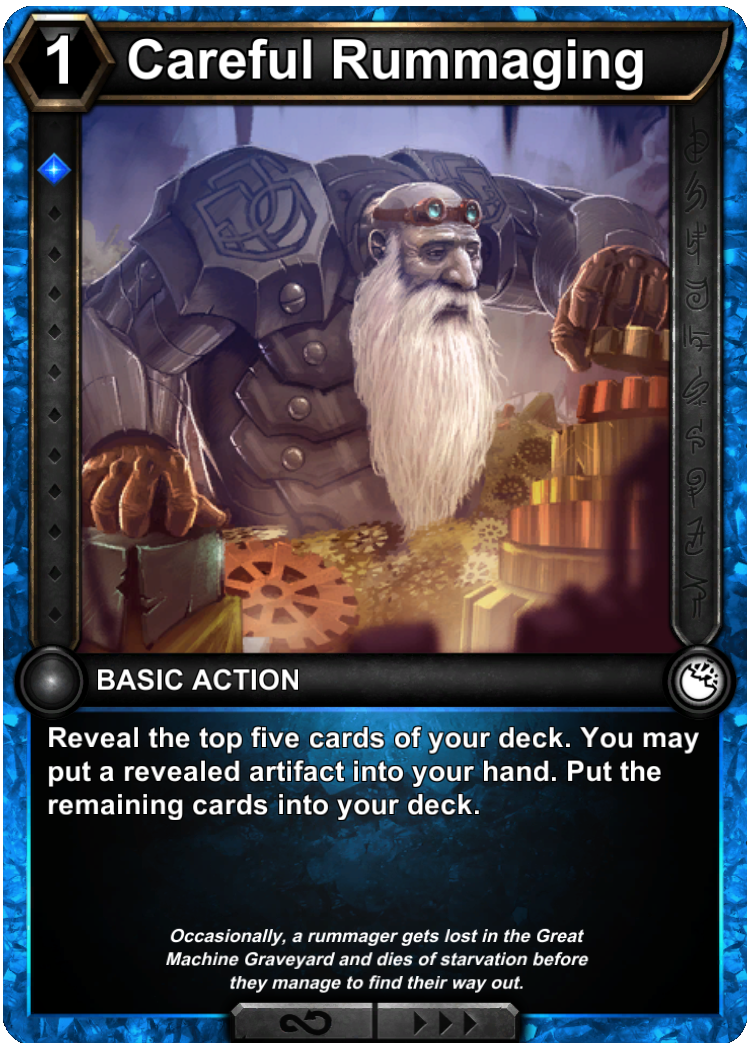 1
Careful Rummaging
BASIC ACTION
Reveal the top five cards of your deck. You may
put a revealed artifact into your hand. Put the
remaining cards into your deck.
Occasionally, a rummager gets lost in the Great
Machine Graveyard and dies of starvation before
they manage to find their way out.